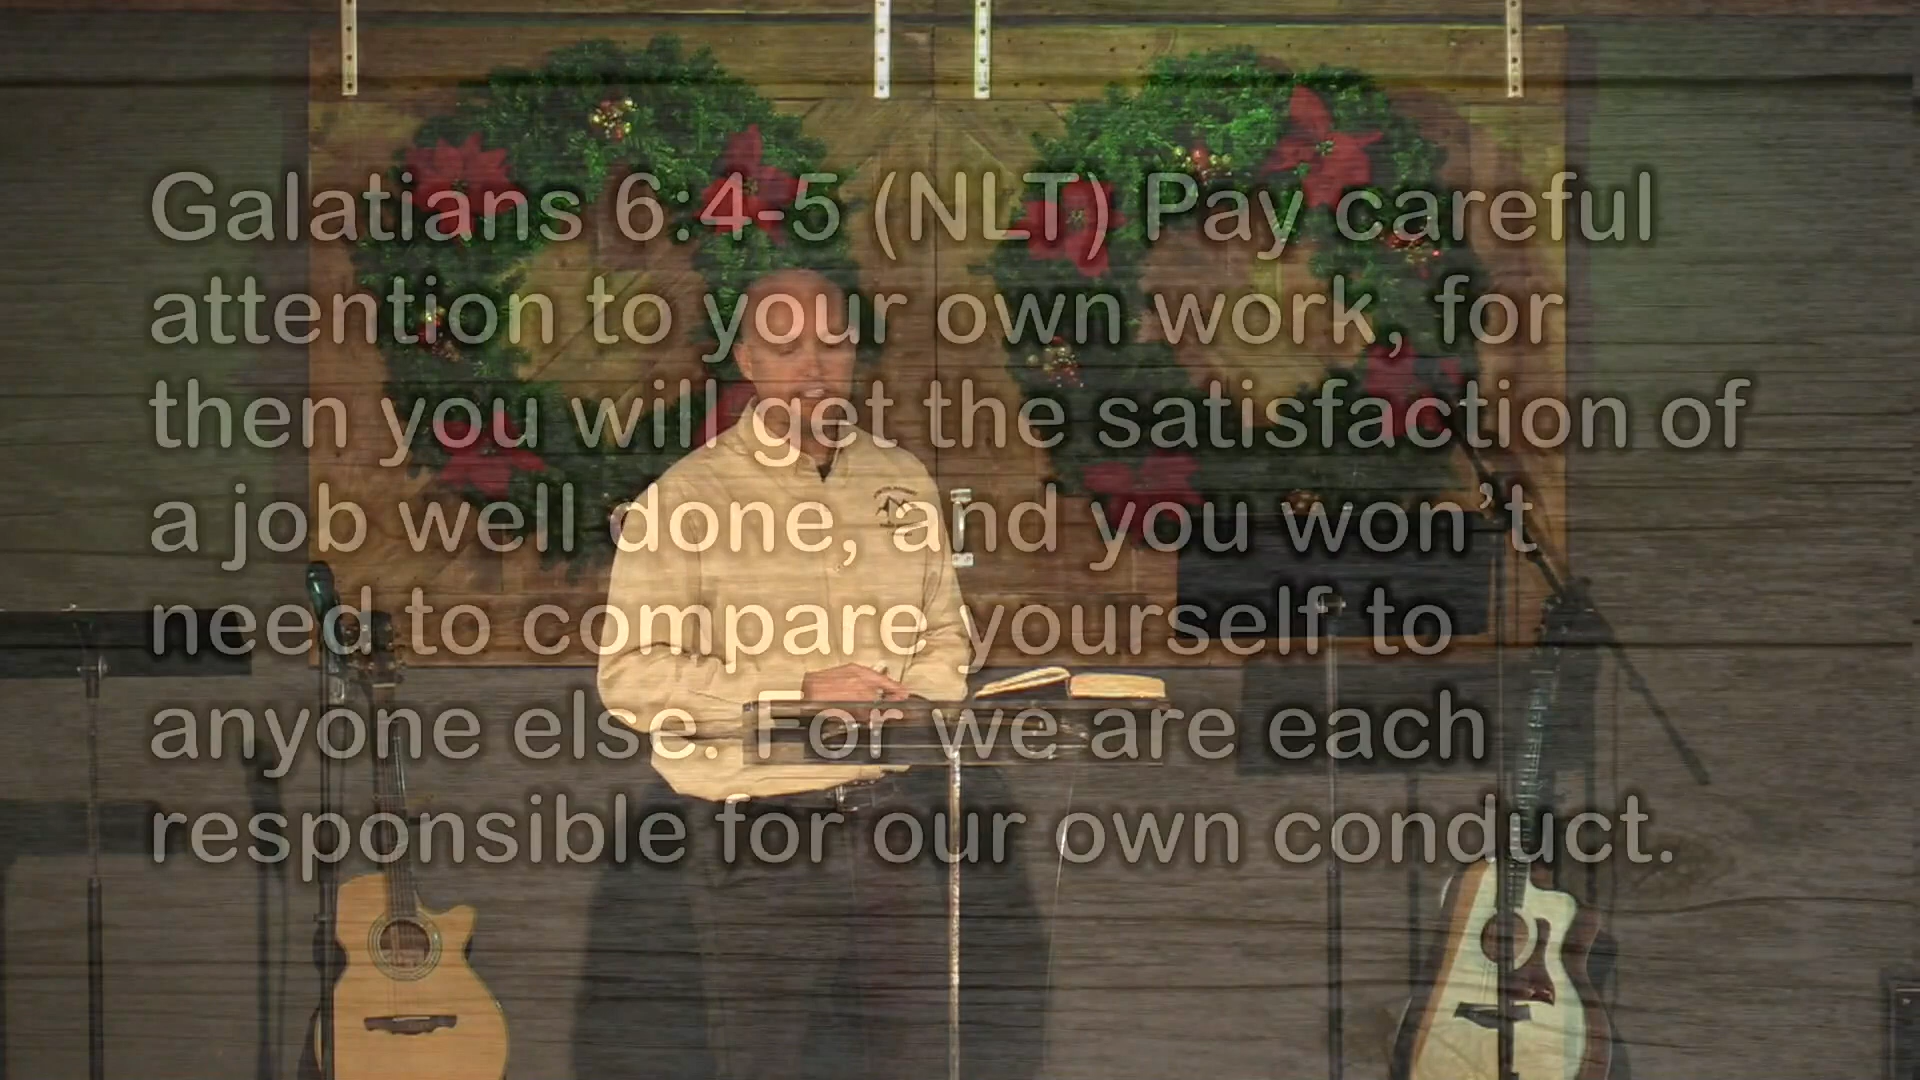 Galatians 6:4-5 (NLT) Pay careful
attention to your own work, for
then you will get the satisfaction of
a job well done, and you won’t
need to compare yourself to
anyone else. For we are each
responsible for our own conduct.